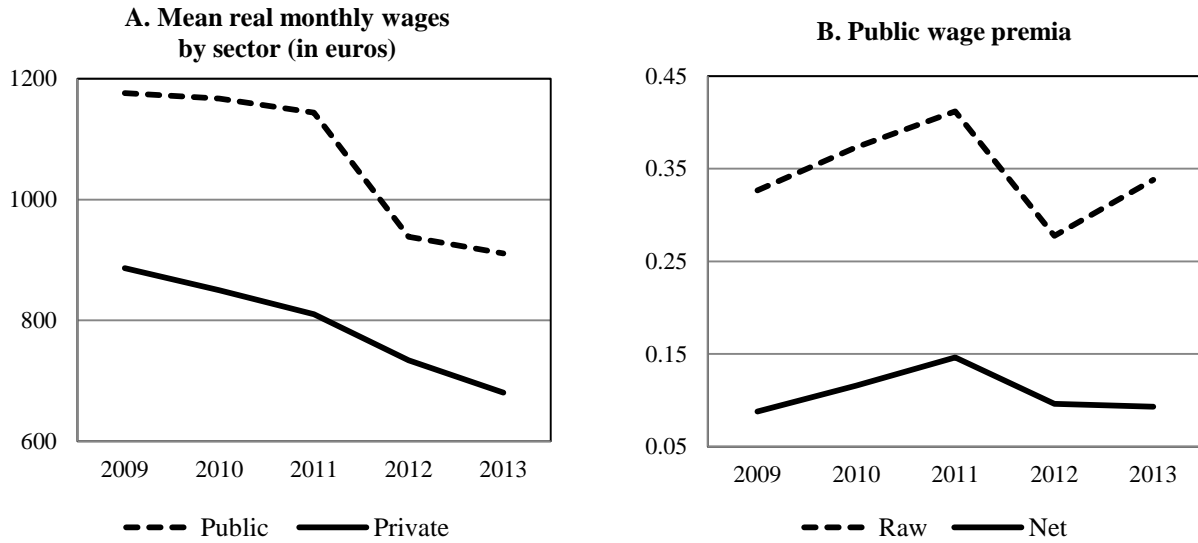 A. Mean real monthly wages
by sector (in euros)
1200
1000
800
600
2009 2010 2011 2012 2013
Public Private
B. Public wage premia
0.45
0.35
0.25
0.15
0.05
2009 2010 2011 2012 2013
Raw Net